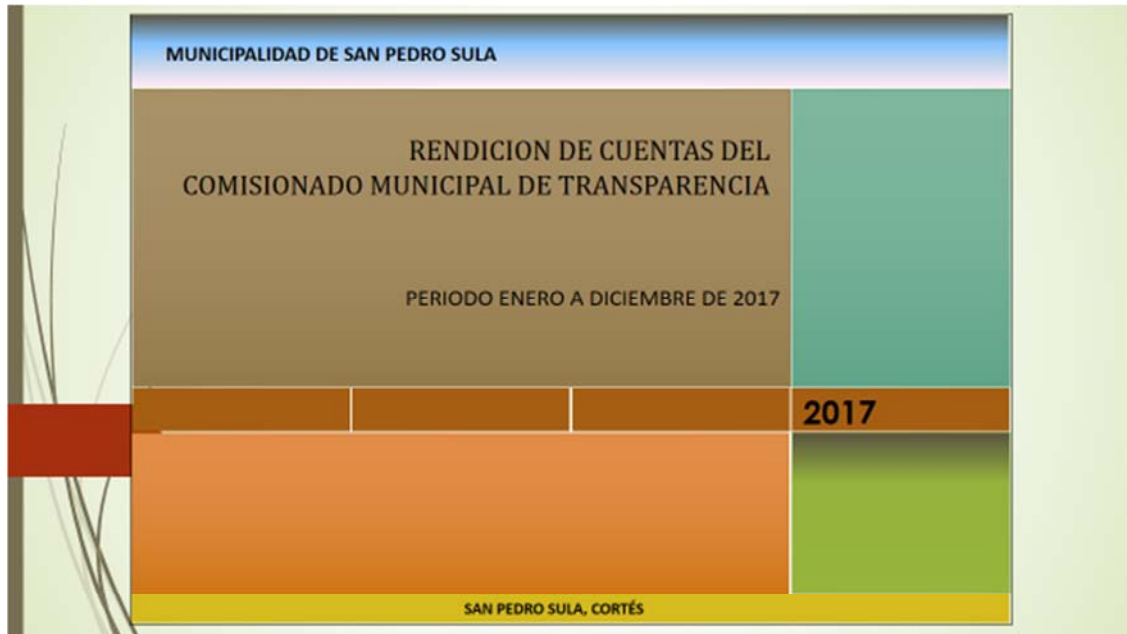 MUNICIPALIDAD DE SAN PEDRO SULA
RENDICION DE CUENTAS DEL
COMISIONADO MUNICIPAL DE TRANSPARENCIA
PERIODO ENERO A DICIEMBRE DE 2017
2017
SAN PEDRO SULA, CORTÉS